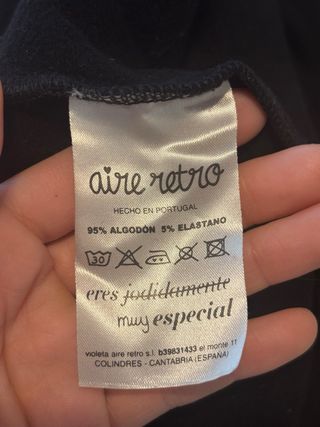 aire retro
HECHO EN PORTUGAL
95% ALGODÓN 5% ELASTANO
30
eres jodidamente
muy especial
violeta aire retro s.l. b39831433 el monte 11
COLINDRES - CANTABRIA (ESPAÑA)